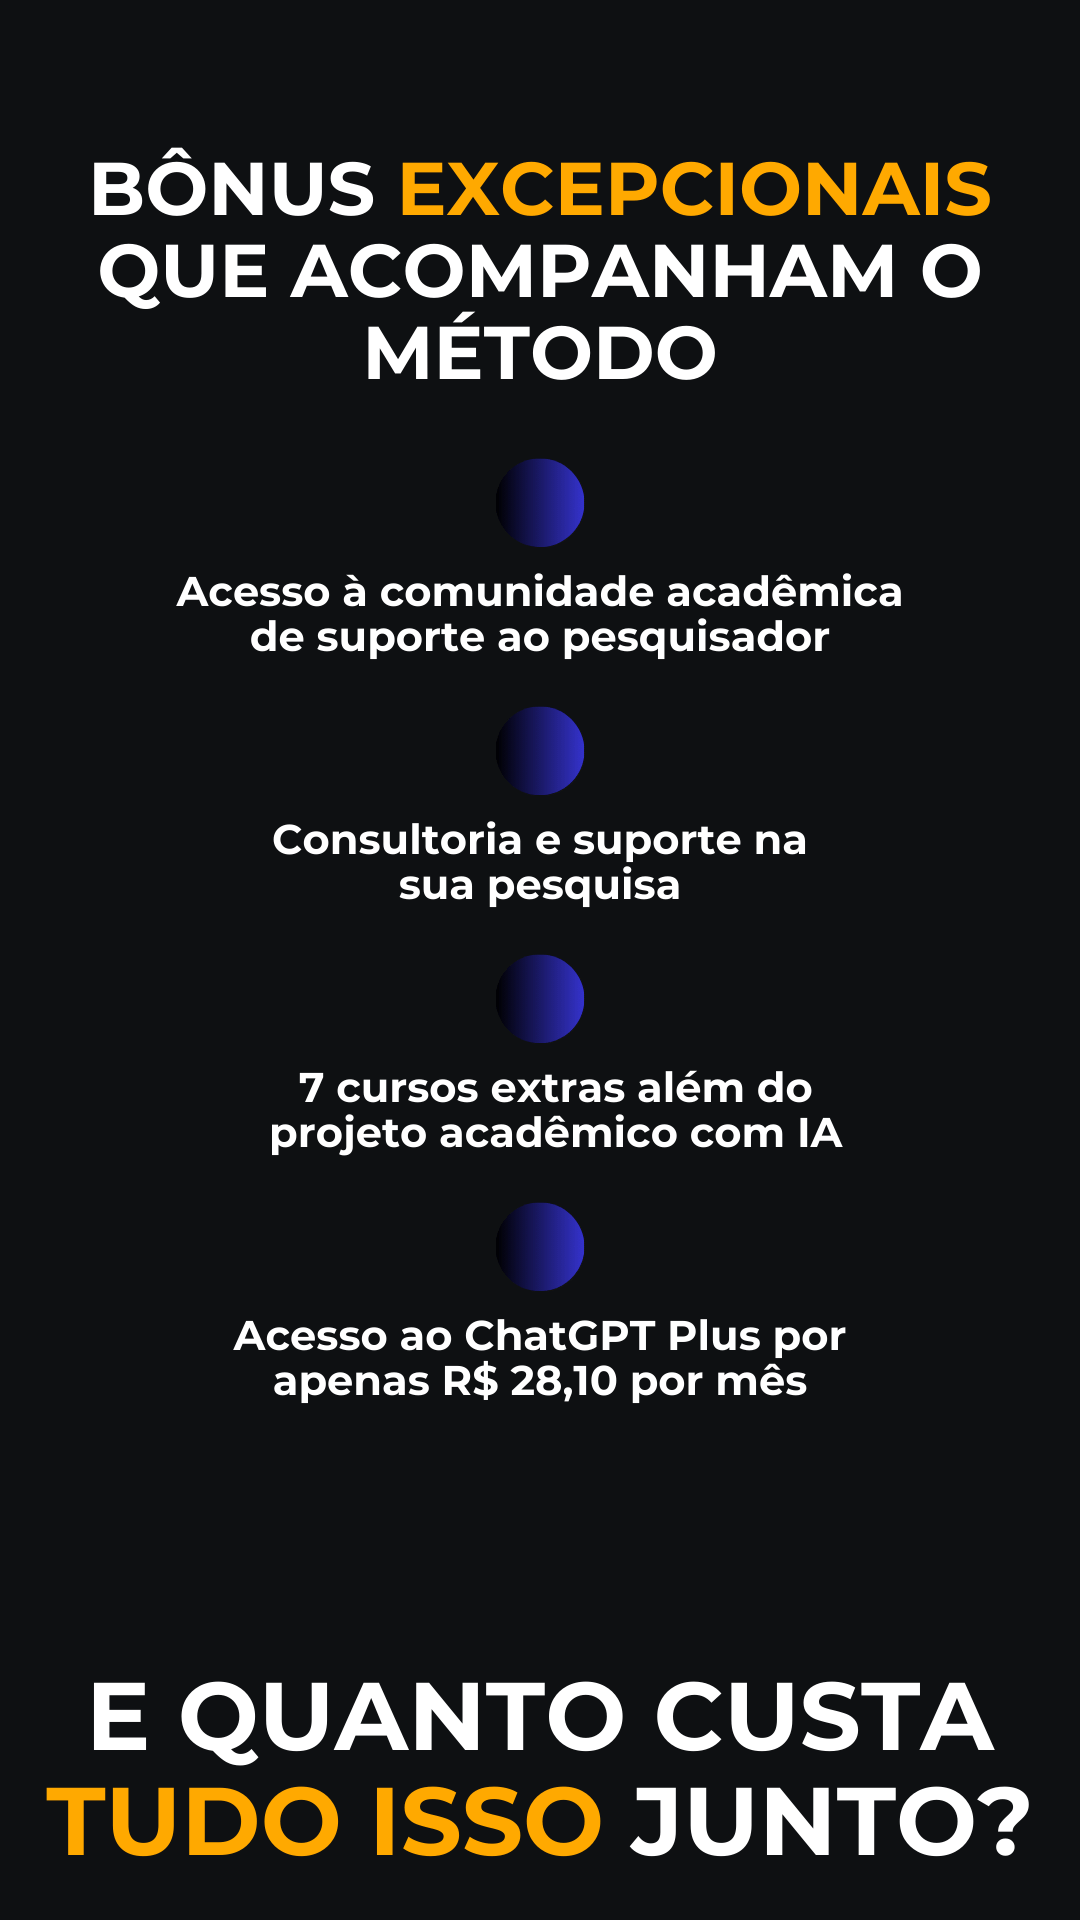 BÔNUS EXCEPCIONAIS
QUE ACOMPANHAM O
MÉTODO
Acesso à comunidade acadêmica
de suporte ao pesquisador
Consultoria e suporte na
sua pesquisa
7 cursos extras além do
projeto acadêmico com IA
Acesso ao ChatGPT Plus por
apenas R$ 28,10 por mês
E QUANTO CUSTA
TUDO ISSO JUNTO?